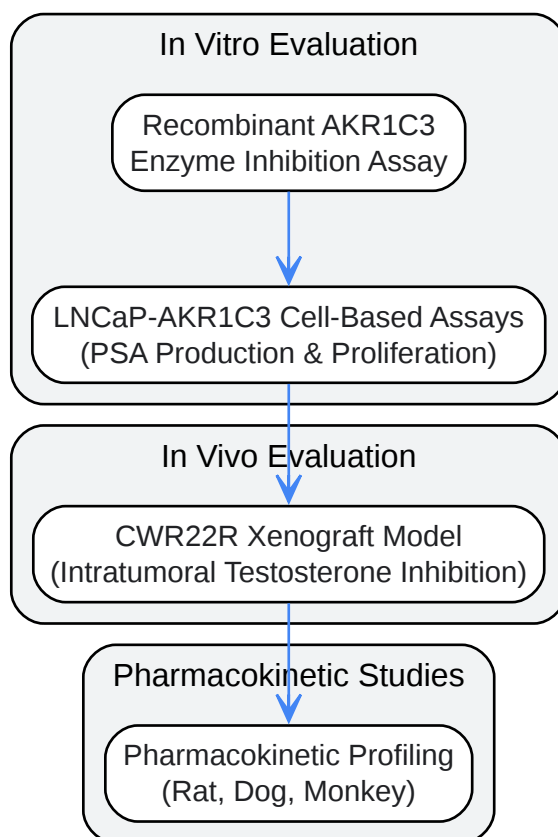 In Vitro Evaluation
Recombinant AKR1C3
Enzyme Inhibition Assay
LNCaP-AKR1C3 Cell-Based Assays
(PSA Production & Proliferation)
In Vivo Evaluation
CWR22R Xenograft Model
(Intratumoral Testosterone Inhibition)
Pharmacokinetic Studies
Pharmacokinetic Profiling
(Rat, Dog, Monkey)